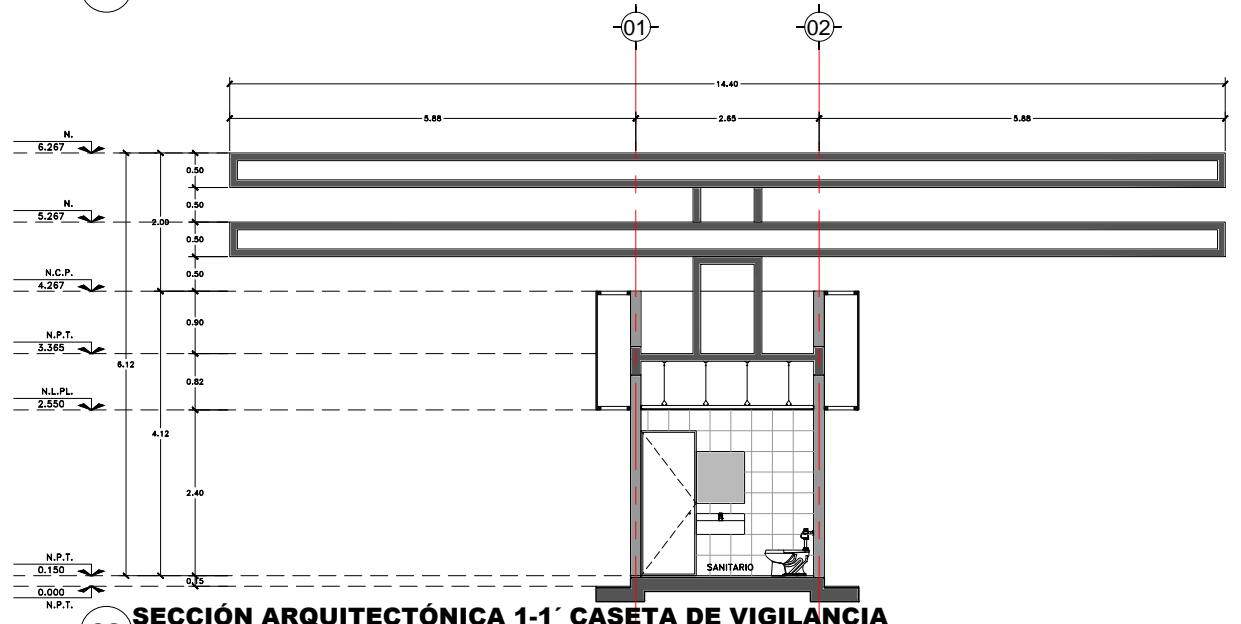 01
02
14.40
5.88
2.65
5.88
N.
6.267
0.50
0.50
N.
5.267
2.00
0.50
0.50
N.C.P.
4.267
0.90
N.P.T.
3.365
6.12
0.82
N.L.PL.
2.550
4.12
2.40
N.P.T.
0.150
SANITARIO
0.15
0.000
N.P.T.
SECCIÓN ARQUITECTÓNICA 1-1´ CASETA DE VIGILANCIA